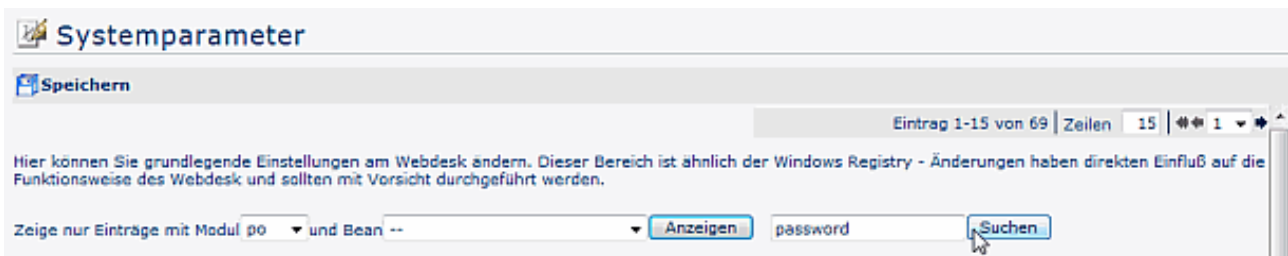 Systemparameter
Speichern
Eintrag 1-15 von 69 Zeilen 15 1
Hier können Sie grundlegende Einstellungen am Webdesk ändern. Dieser Bereich ist ähnlich der Windows Registry - Änderungen haben direkten Einfluß auf die
Funktionsweise des Webdesk und sollten mit Vorsicht durchgeführt werden.
Zeige nur Einträge mit Modul po und Bean -- Anzeigen password Suchen